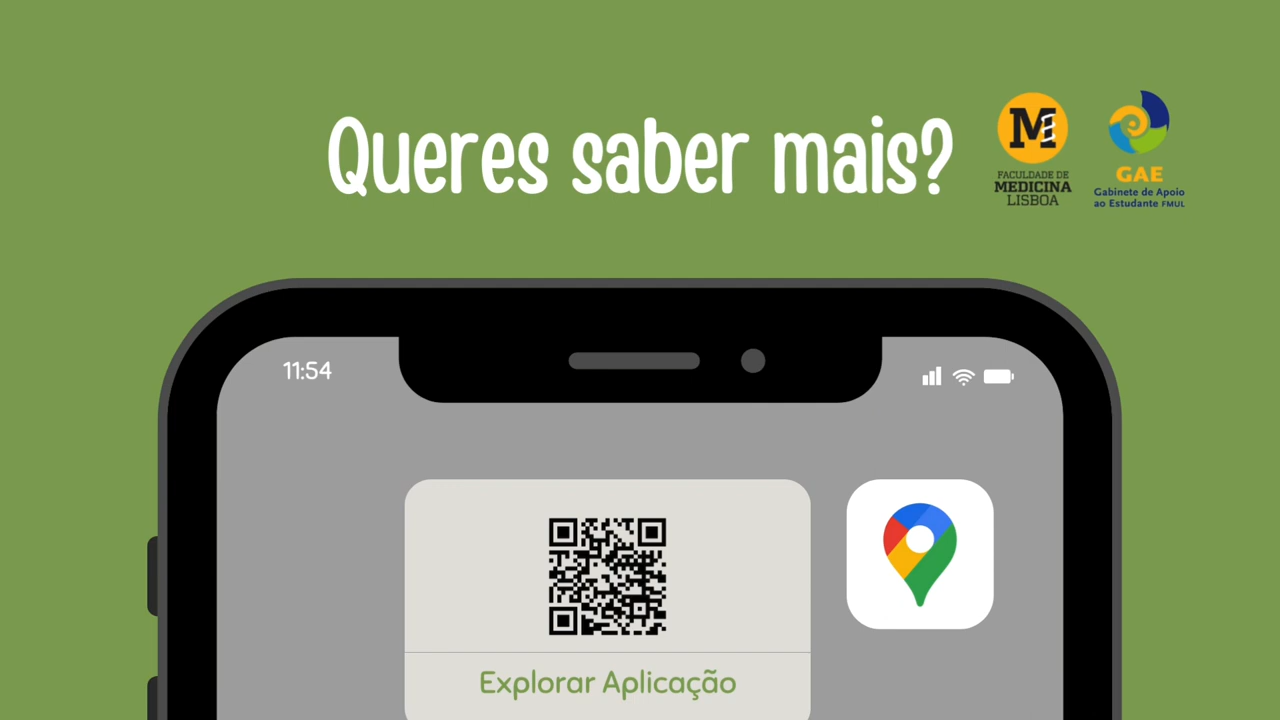 Queres saber mais?
FACULDADE DE
MEDICINA
LISBOA
GAE
Gabinete de Apoio
ao Estudante FMUL
11:54
Explorar Aplicação